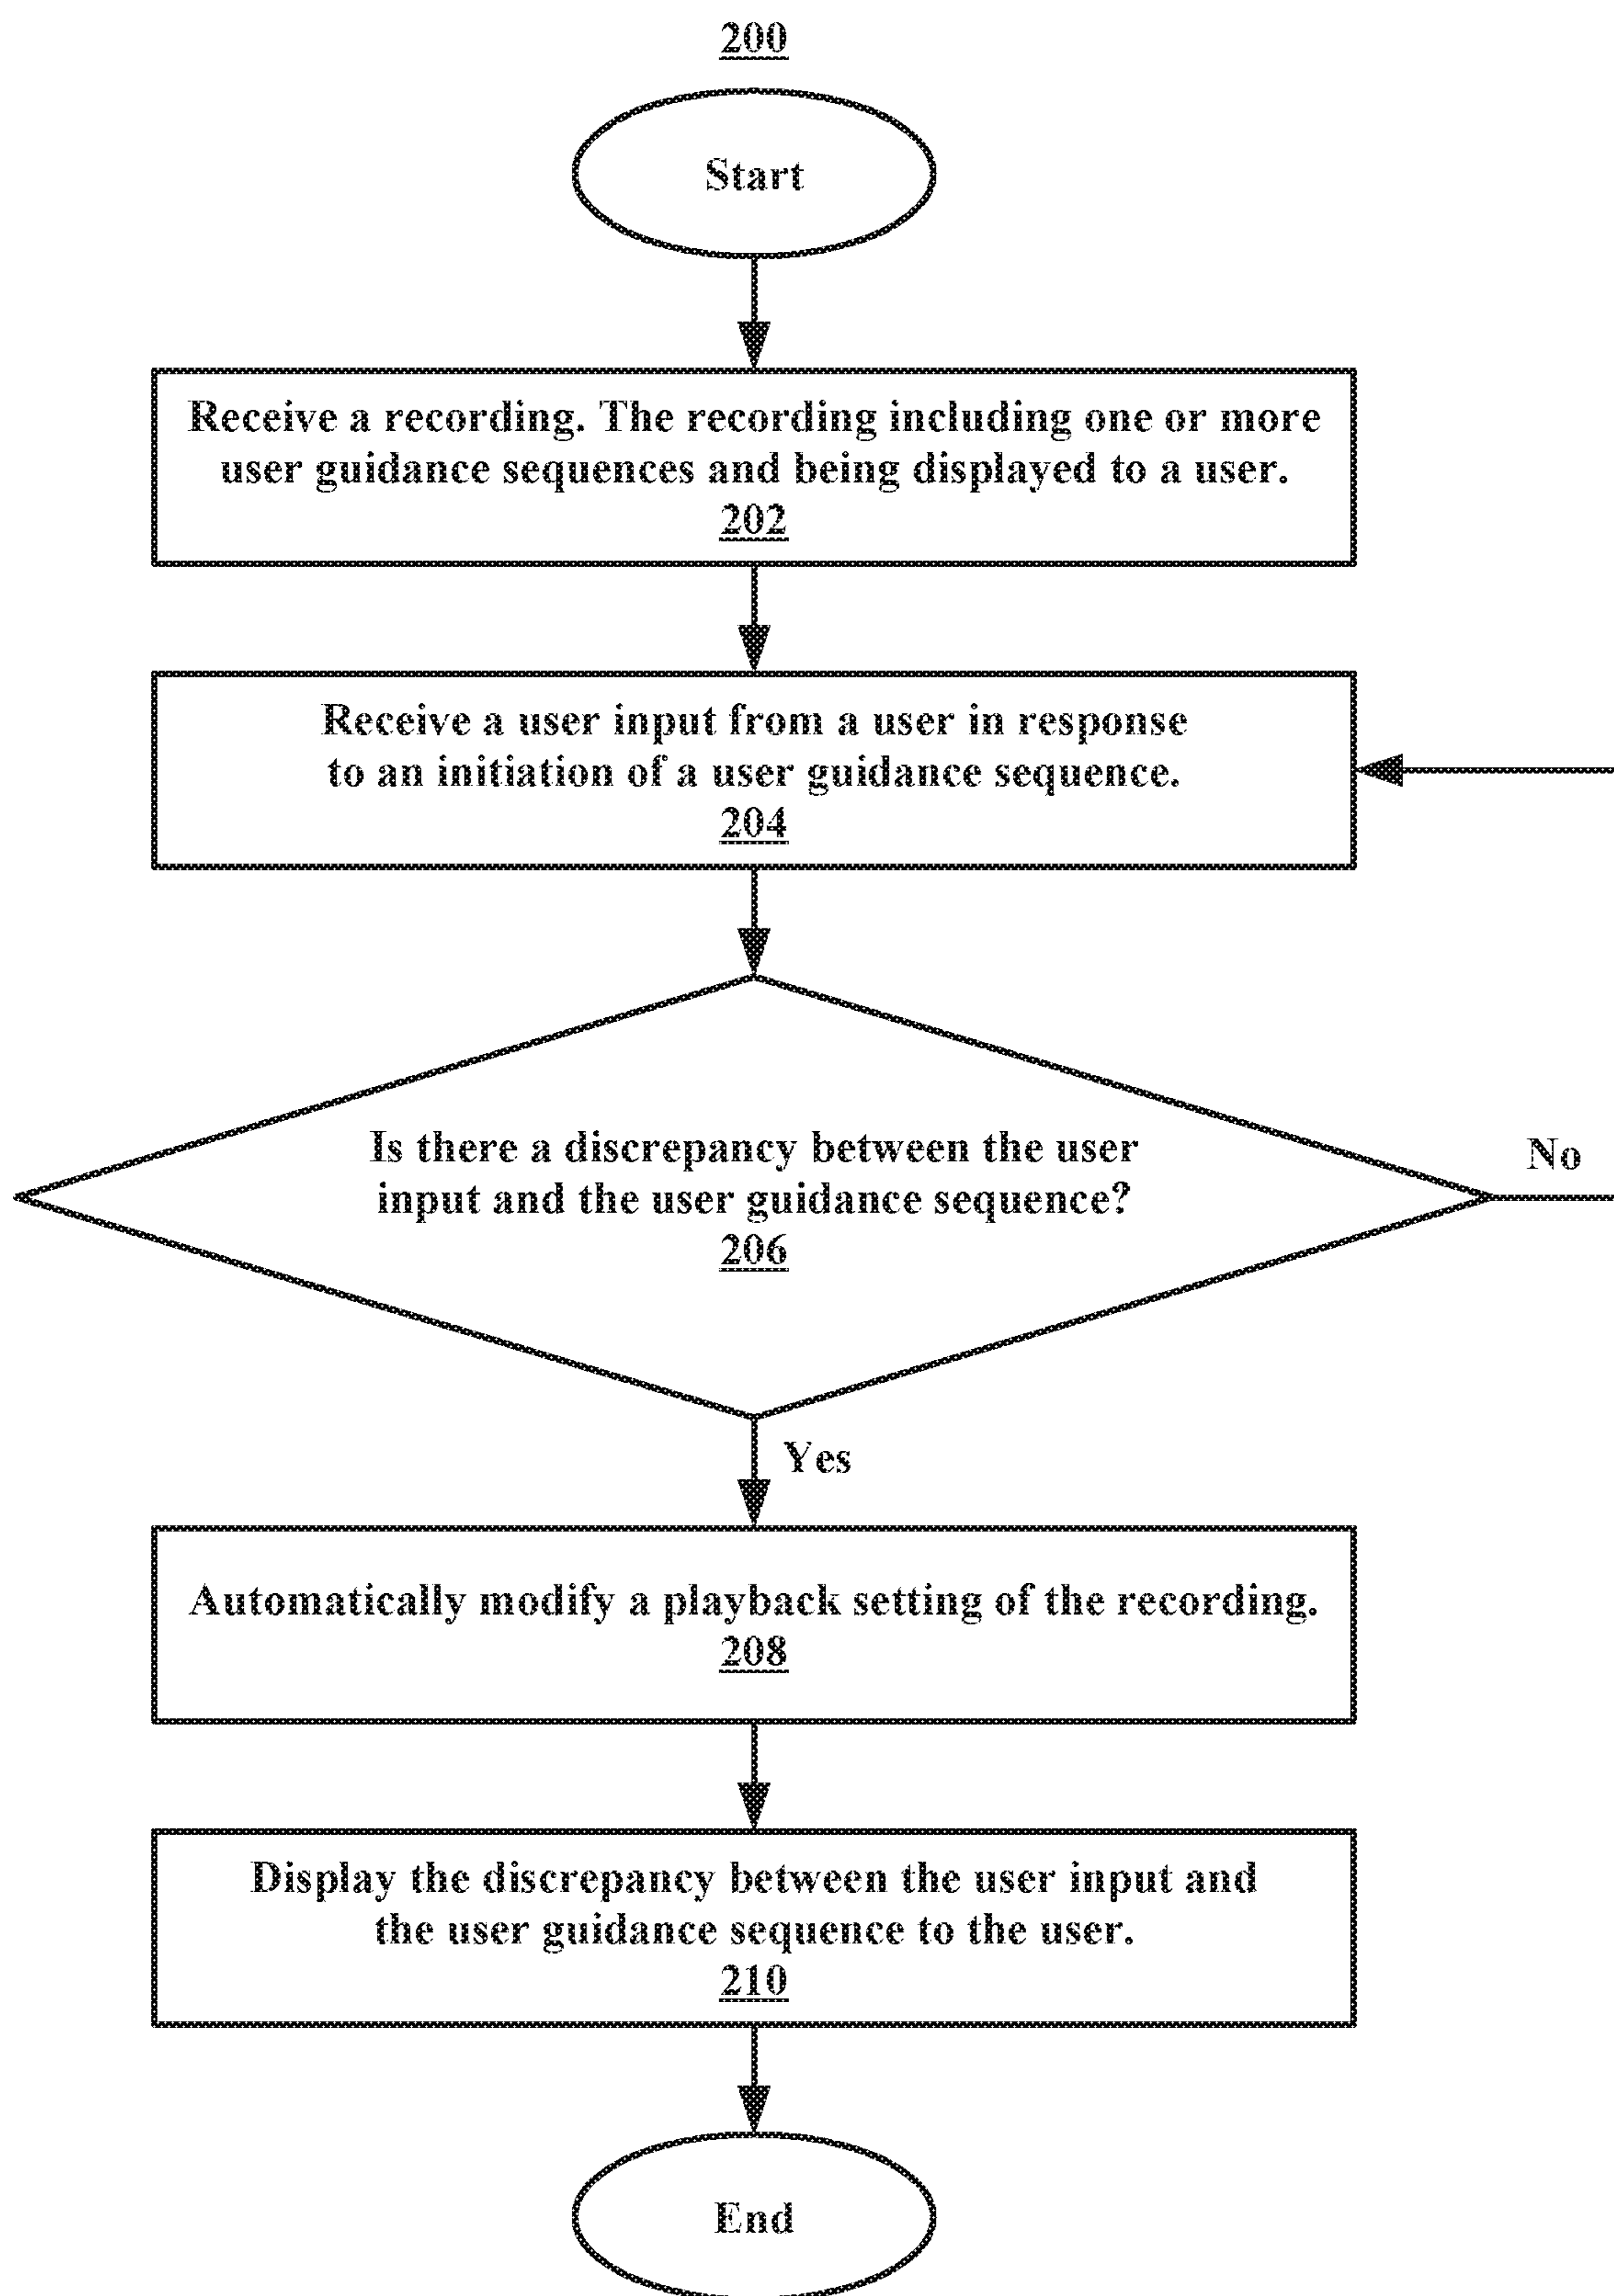 200
Start
Receive a recording. The recording including one or more
user guidance sequences and being displayed to a user.
202
Receive a user input from a user in response
to an initiation of a user guidance sequence.
204
Is there a discrepancy between the user
input and the user guidance sequence?
206
No
Yes
Automatically modify a playback setting of the recording.
208
Display the discrepancy between the user input and
the user guidance sequence to the user.
210
End